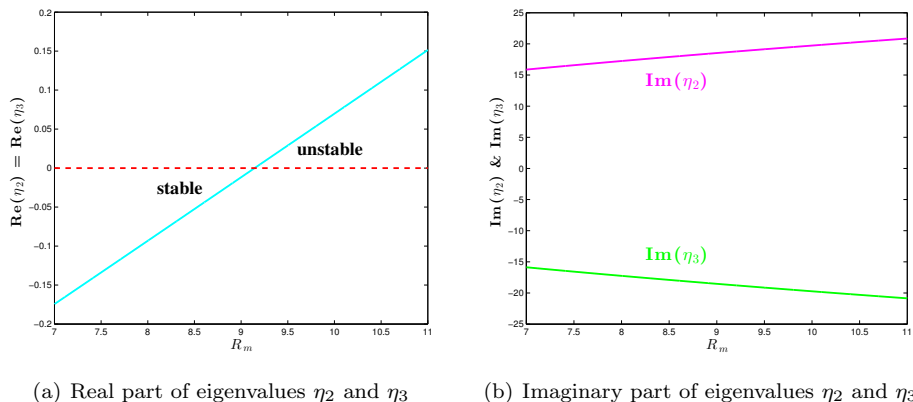 0.2
0.15
0.1
0.05
0
−0.05
−0.1
−0.15
−0.2
7 7.5 8 8.5 9 9.5 10 10.5 11
R_m
Re(η₂) = Re(η₃)
unstable
stable
(a) Real part of eigenvalues η₂ and η₃
25
20
15
10
5
0
−5
−10
−15
−20
−25
7 7.5 8 8.5 9 9.5 10 10.5 11
R_m
Im(η₂) & Im(η₃)
Im(η₂)
Im(η₃)
(b) Imaginary part of eigenvalues η₂ and η₃